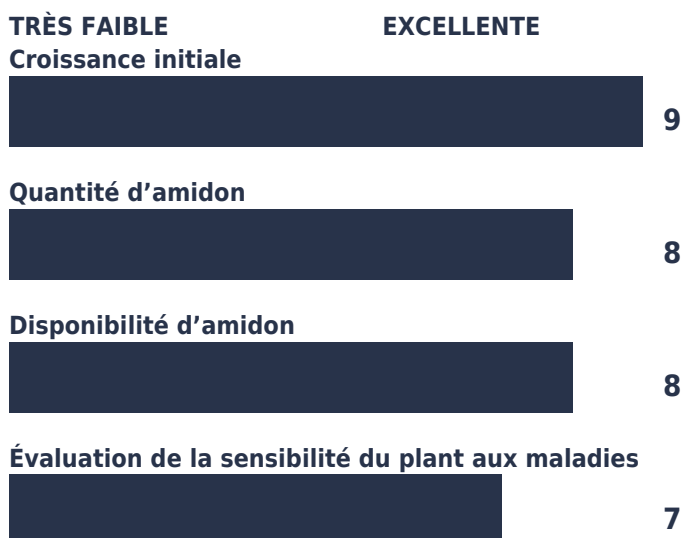 TRÈS FAIBLE EXCELLENTE
Croissance initiale
9
Quantité d’amidon
8
Disponibilité d’amidon
8
Évaluation de la sensibilité du plant aux maladies
7